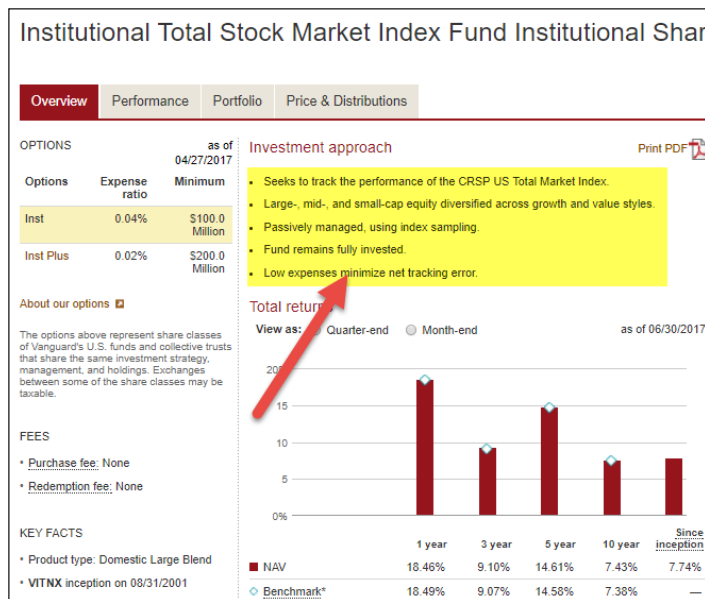 Institutional Total Stock Market Index Fund Institutional Shar
Overview Performance Portfolio Price & Distributions
OPTIONS as of
04/27/2017
Options Expense ratio Minimum
Inst 0.04% $100.0 Million
Inst Plus 0.02% $200.0 Million
About our options
The options above represent share classes
of Vanguard's U.S. funds and collective trusts
that share the same investment strategy,
management, and holdings. Exchanges
between some of the share classes may be
taxable.
FEES
• Purchase fee: None
• Redemption fee: None
KEY FACTS
• Product type: Domestic Large Blend
• VITNX inception on 08/31/2001
Investment approach Print PDF
• Seeks to track the performance of the CRSP US Total Market Index.
• Large-, mid-, and small-cap equity diversified across growth and value styles.
• Passively managed, using index sampling.
• Fund remains fully invested.
• Low expenses minimize net tracking error.
Total returns
View as: Quarter-end Month-end as of 06/30/2017
15
10
5
0%
1 year 3 year 5 year 10 year Since inception
NAV 18.46% 9.10% 14.61% 7.43% 7.74%
Benchmark* 18.49% 9.07% 14.58% 7.38% —